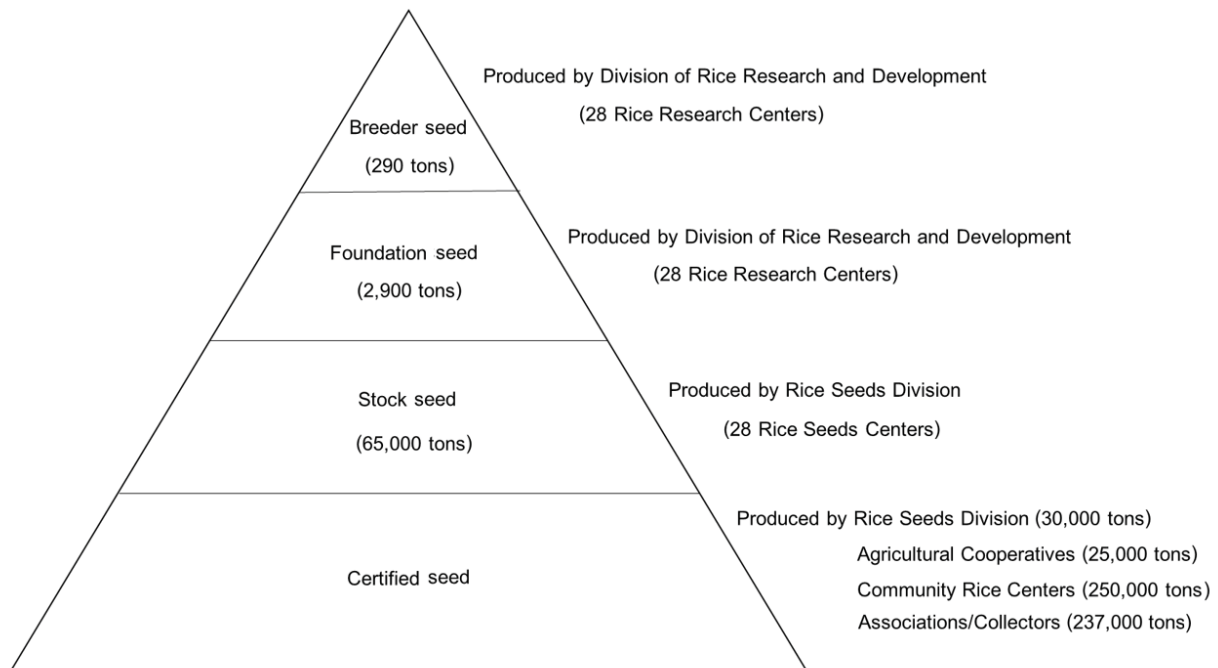 Produced by Division of Rice Research and Development
(28 Rice Research Centers)
Breeder seed
(290 tons)
Produced by Division of Rice Research and Development
(28 Rice Research Centers)
Foundation seed
(2,900 tons)
Produced by Rice Seeds Division
(28 Rice Seeds Centers)
Stock seed
(65,000 tons)
Produced by Rice Seeds Division (30,000 tons)
Agricultural Cooperatives (25,000 tons)
Community Rice Centers (250,000 tons)
Associations/Collectors (237,000 tons)
Certified seed